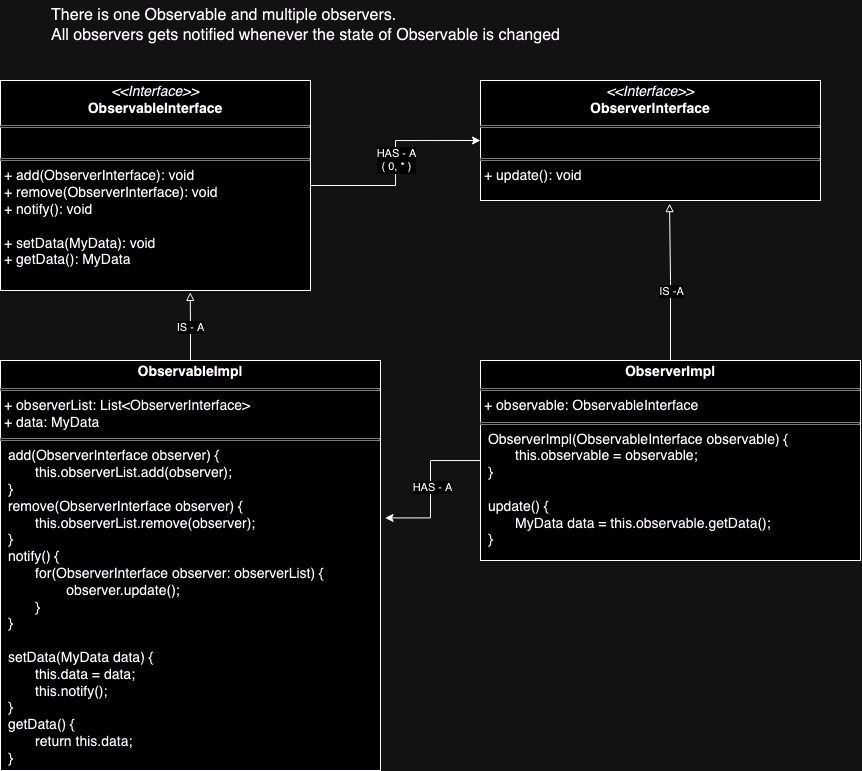 There is one Observable and multiple observers.
All observers gets notified whenever the state of Observable is changed
<<Interface>>
ObservableInterface
+ add(ObserverInterface): void
+ remove(ObserverInterface): void
+ notify(): void
+ setData(MyData): void
+ getData(): MyData
HAS - A
( 0, * )
<<Interface>>
ObserverInterface
+ update(): void
IS - A
IS -A
ObservableImpl
+ observerList: List<ObserverInterface>
+ data: MyData
add(ObserverInterface observer) {
this.observerList.add(observer);
}
remove(ObserverInterface observer) {
this.observerList.remove(observer);
}
notify() {
for(ObserverInterface observer: observerList) {
observer.update();
}
}
setData(MyData data) {
this.data = data;
this.notify();
}
getData() {
return this.data;
}
HAS - A
ObserverImpl
+ observable: ObservableInterface
ObserverImpl(ObservableInterface observable) {
this.observable = observable;
}
update() {
MyData data = this.observable.getData();
}